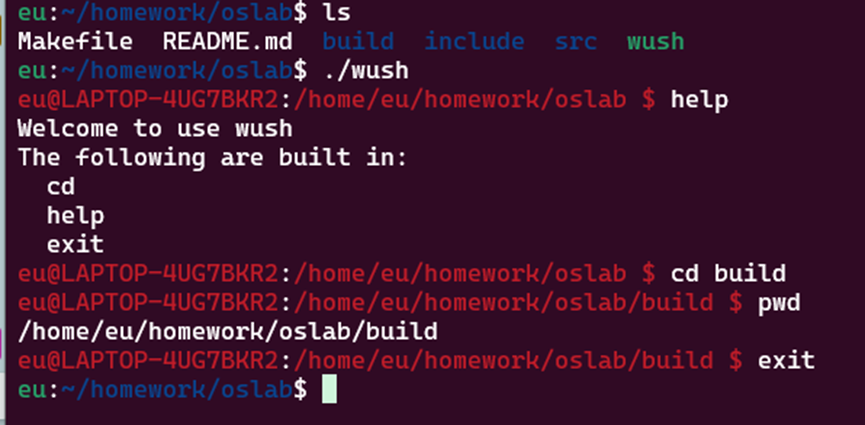 eu:~/homework/oslab$ ls
Makefile  README.md  build  include  src  wush
eu:~/homework/oslab$ ./wush
eu@LAPTOP-4UG7BKR2:/home/eu/homework/oslab $ help
Welcome to use wush
The following are built in:
  cd
  help
  exit
eu@LAPTOP-4UG7BKR2:/home/eu/homework/oslab $ cd build
eu@LAPTOP-4UG7BKR2:/home/eu/homework/oslab/build $ pwd
/home/eu/homework/oslab/build
eu@LAPTOP-4UG7BKR2:/home/eu/homework/oslab/build $ exit
eu:~/homework/oslab$